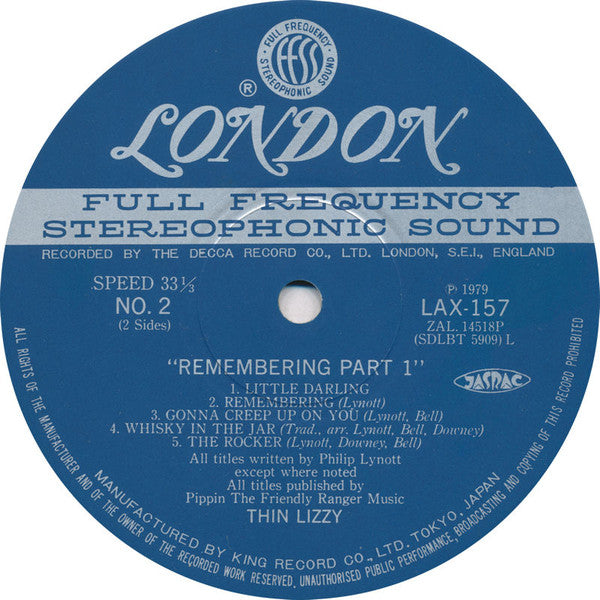 FULL FREQUENCY
ffss
STEREOPHONIC SOUND
®
LONDON
FULL FREQUENCY
STEREOPHONIC SOUND
RECORDED BY THE DECCA RECORD CO., LTD. LONDON, S.E.I., ENGLAND
SPEED 33⅓
NO. 2
(2 Sides)
Ⓟ 1979
LAX-157
ZAL. 14518P
(SDLBT 5909) L
"REMEMBERING PART 1"
1. LITTLE DARLING
2. REMEMBERING (Lynott)
3. GONNA CREEP UP ON YOU (Lynott, Bell)
4. WHISKY IN THE JAR (Trad., arr. Lynott, Bell, Downey)
5. THE ROCKER (Lynott, Downey, Bell)
JASRAC
All titles written by Philip Lynott
except where noted
All titles published by
Pippin The Friendly Ranger Music
THIN LIZZY
MANUFACTURED BY KING RECORD CO., LTD. TOKYO, JAPAN
ALL RIGHTS OF THE MANUFACTURER AND OF THE OWNER OF THE RECORDED WORK RESERVED, UNAUTHORISED PUBLIC PERFORMANCE, BROADCASTING AND COPYING OF THIS RECORD PROHIBITED